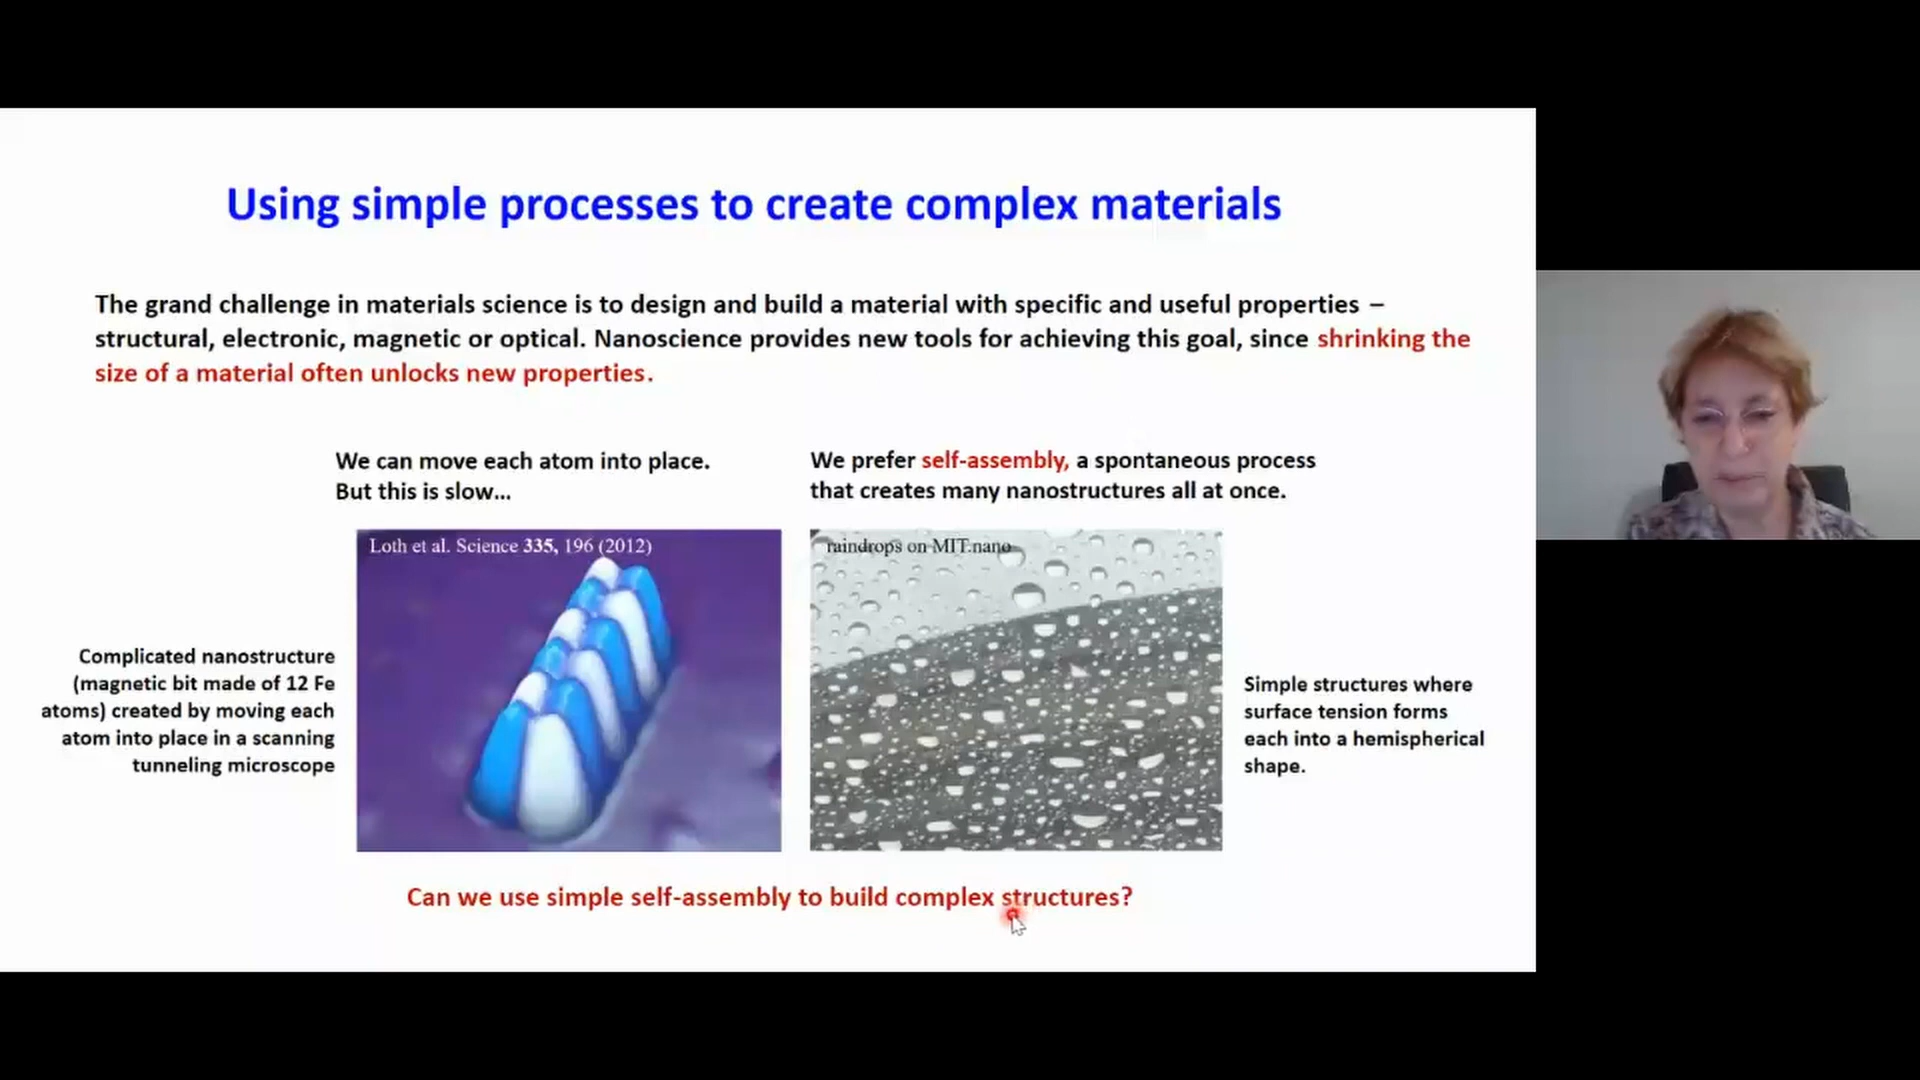 Using simple processes to create complex materials
The grand challenge in materials science is to design and build a material with specific and useful properties –
structural, electronic, magnetic or optical. Nanoscience provides new tools for achieving this goal, since shrinking the
size of a material often unlocks new properties.
We can move each atom into place.
But this is slow...
We prefer self-assembly, a spontaneous process
that creates many nanostructures all at once.
Loth et al. Science 335, 196 (2012)
raindrops on MIT.nano
Complicated nanostructure
(magnetic bit made of 12 Fe
atoms) created by moving each
atom into place in a scanning
tunneling microscope
Simple structures where
surface tension forms
each into a hemispherical
shape.
Can we use simple self-assembly to build complex structures?